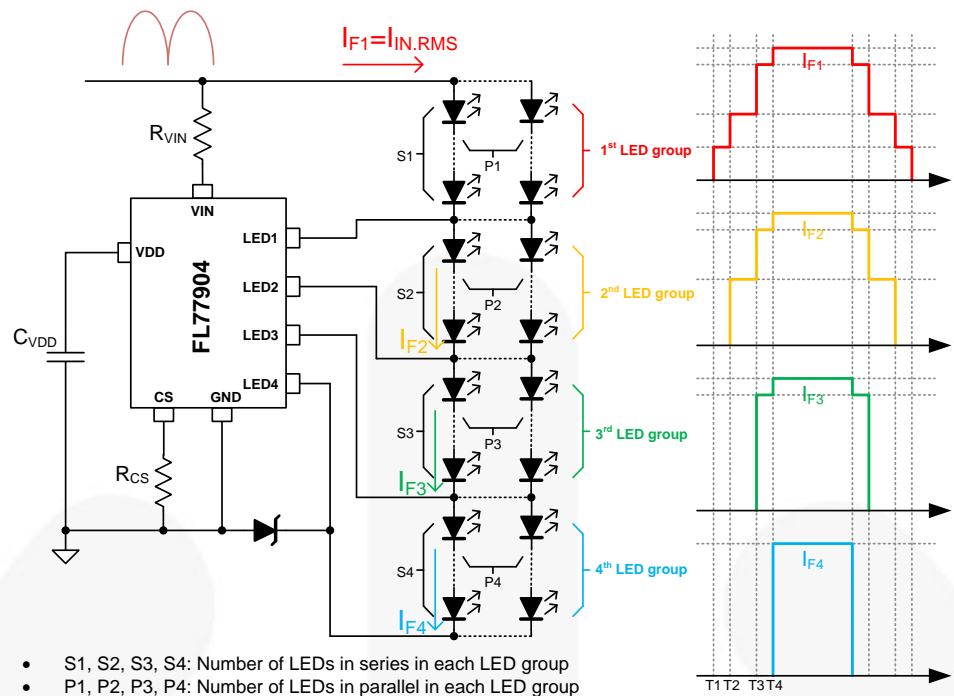 IF1=IIN.RMS
RVIN
VIN
VDD
FL77904
LED1
LED2
LED3
LED4
CS
GND
CVDD
RCS
S1
P1
1st LED group
S2
P2
2nd LED group
IF2
S3
P3
3rd LED group
IF3
S4
P4
4th LED group
IF4
IF1
IF2
IF3
IF4
T1 T2 T3 T4
• S1, S2, S3, S4: Number of LEDs in series in each LED group
• P1, P2, P3, P4: Number of LEDs in parallel in each LED group